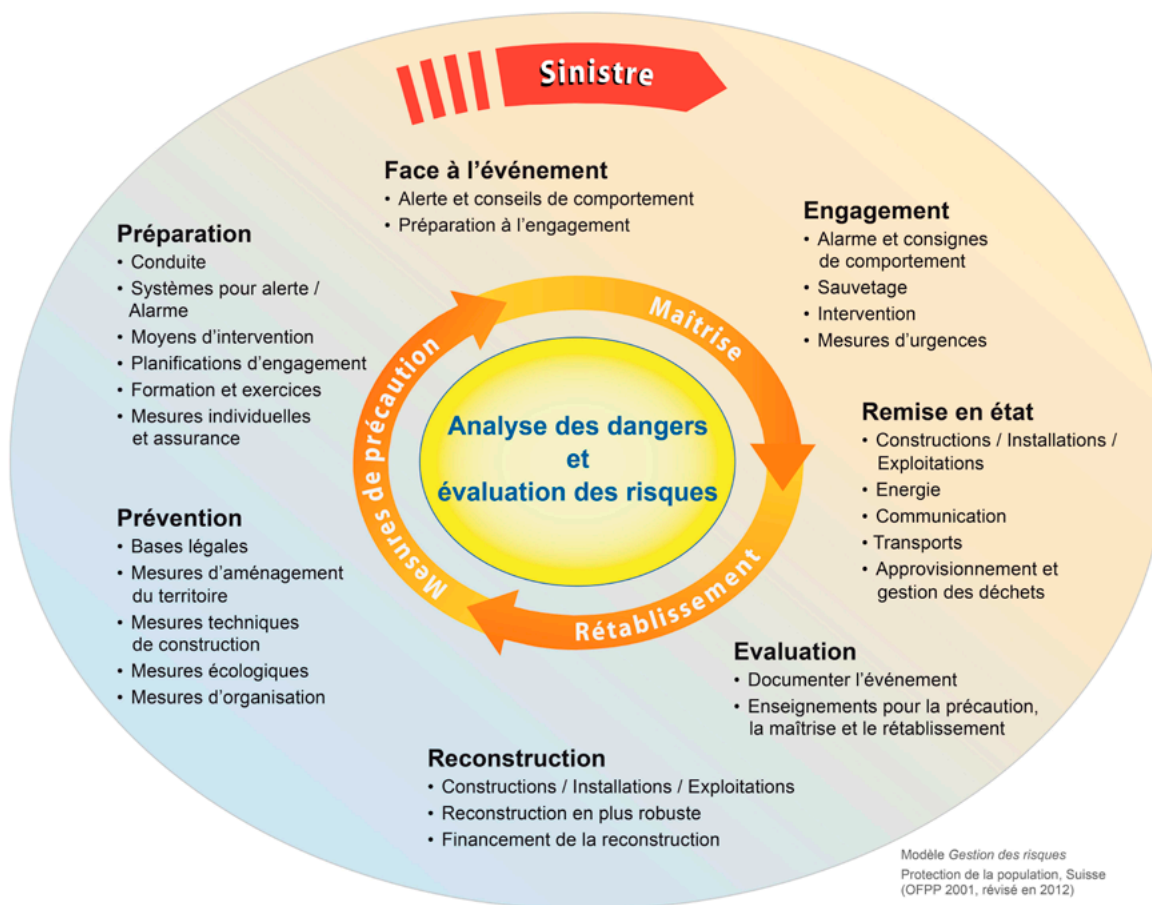 Sinistre
Face à l’événement
• Alerte et conseils de comportement
• Préparation à l’engagement
Engagement
• Alarme et consignes
de comportement
• Sauvetage
• Intervention
• Mesures d’urgences
Remise en état
• Constructions / Installations /
Exploitations
• Energie
• Communication
• Transports
• Approvisionnement et
gestion des déchets
Evaluation
• Documenter l’événement
• Enseignements pour la précaution,
la maîtrise et le rétablissement
Reconstruction
• Constructions / Installations / Exploitations
• Reconstruction en plus robuste
• Financement de la reconstruction
Prévention
• Bases légales
• Mesures d’aménagement
du territoire
• Mesures techniques
de construction
• Mesures écologiques
• Mesures d’organisation
Préparation
• Conduite
• Systèmes pour alerte /
Alarme
• Moyens d’intervention
• Planifications d’engagement
• Formation et exercices
• Mesures individuelles
et assurance
Maîtrise
Rétablissement
Mesures de précaution
Analyse des dangers
et
évaluation des risques
Modèle Gestion des risques
Protection de la population, Suisse
(OFPP 2001, révisé en 2012)